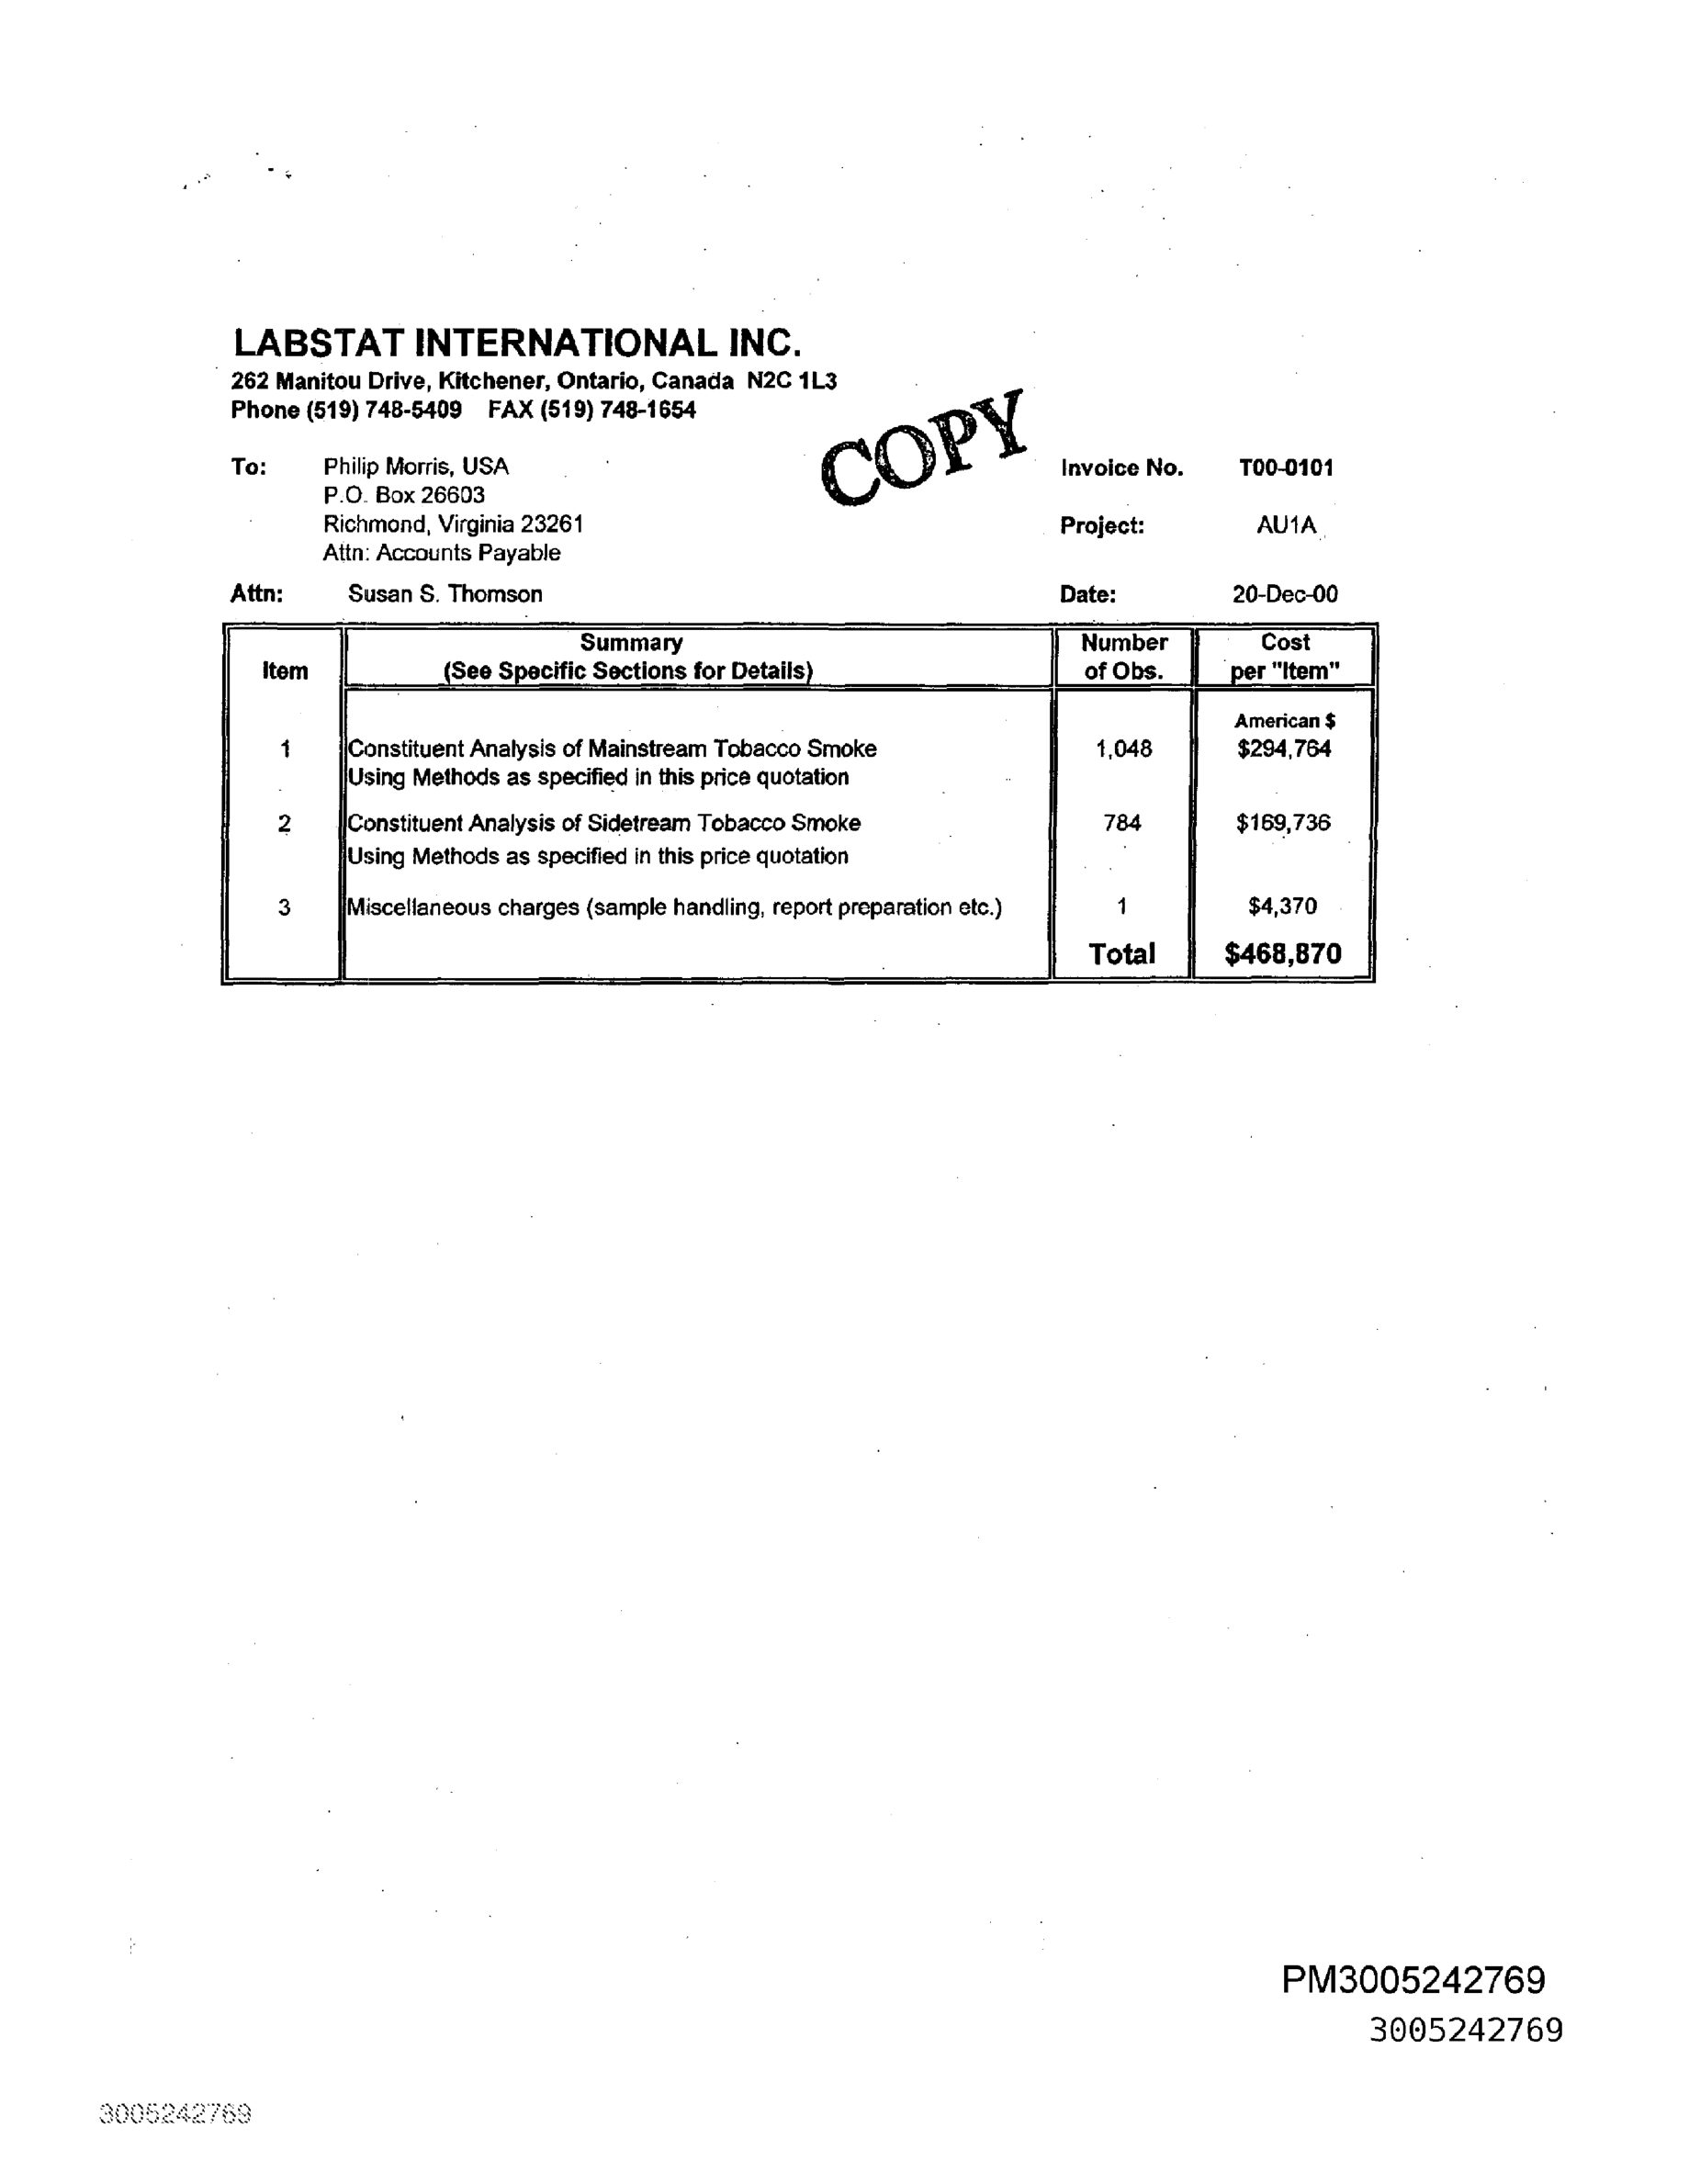 LABSTAT INTERNATIONAL INC.
262 Manitou Drive, Kitchener, Ontario, Canada N2C 1L3
Phone (519) 748-5409 FAX (519) 748-1654
COPY
To: Philip Morris, USA Invoice No. T00-0101
P.O. Box 26603
Richmond, Virginia 23261 Project: AU1A
Attn: Accounts Payable
Attn: Susan S. Thomson Date: 20-Dec-00
Summary Number Cost
Item (See Specific Sections for Details) of Obs. per "Item"
American $
1 Constituent Analysis of Mainstream Tobacco Smoke 1,048 $294,764
Using Methods as specified in this price quotation
2 Constituent Analysis of Sidetream Tobacco Smoke 784 $169,736
Using Methods as specified in this price quotation
3 Miscellaneous charges (sample handling, report preparation etc.) 1 $4,370
Total $468,870
PM3005242769
3005242769
3005242769